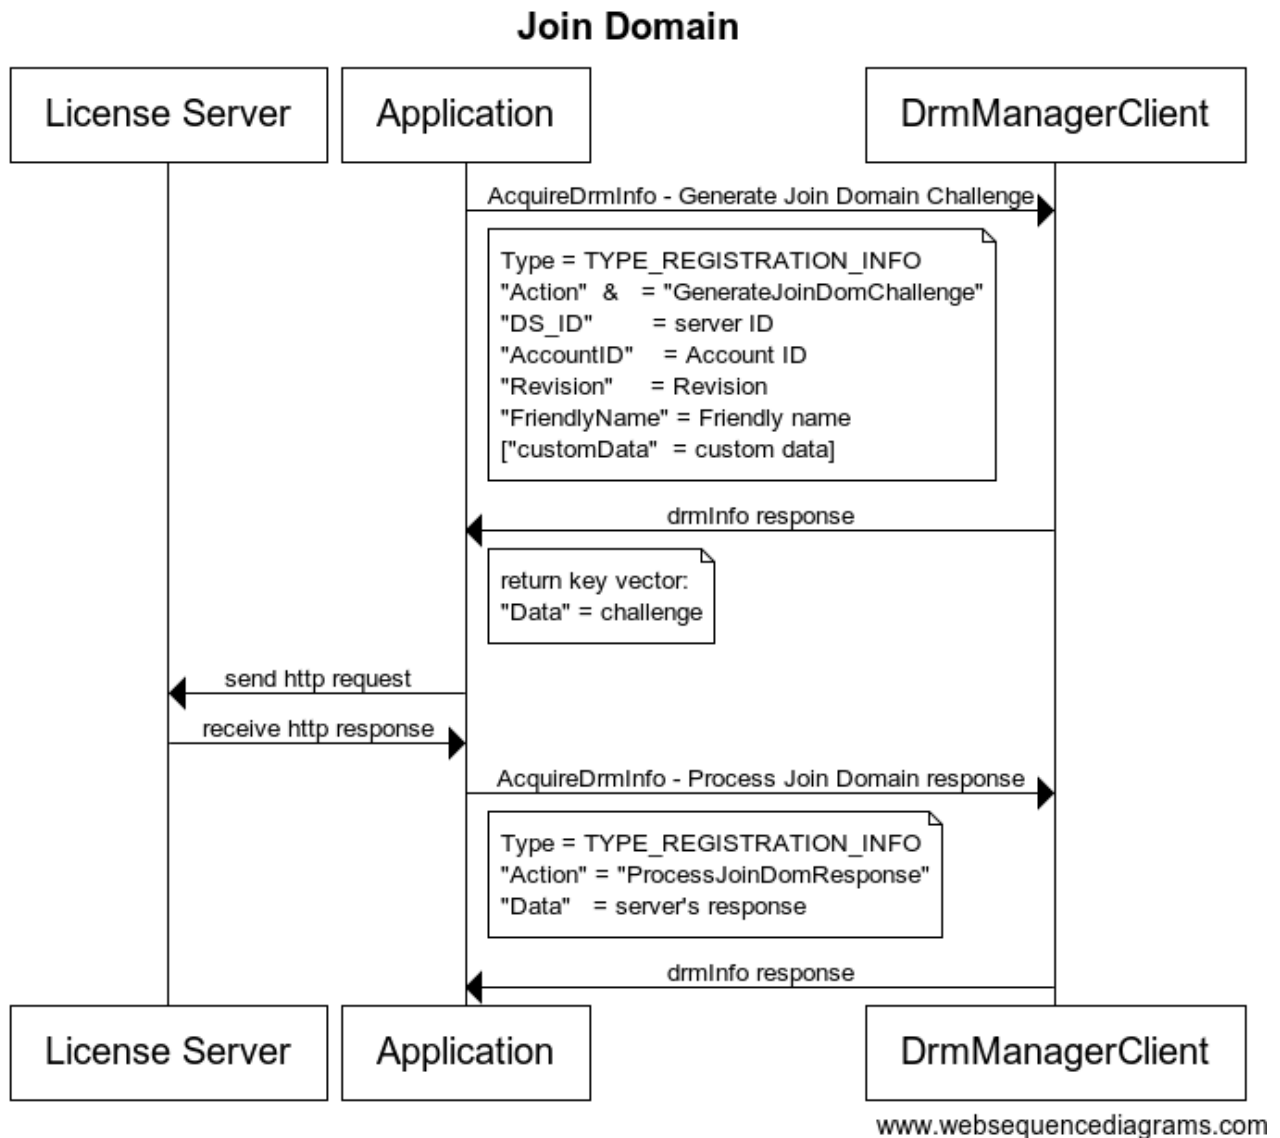 Join Domain
License Server
Application
DrmManagerClient
AcquireDrmInfo - Generate Join Domain Challenge
Type = TYPE_REGISTRATION_INFO
"Action"  &   = "GenerateJoinDomChallenge"
"DS_ID"         = server ID
"AccountID"     = Account ID
"Revision"      = Revision
"FriendlyName" = Friendly name
["customData"  = custom data]
drmInfo response
return key vector:
"Data" = challenge
send http request
receive http response
AcquireDrmInfo - Process Join Domain response
Type = TYPE_REGISTRATION_INFO
"Action" = "ProcessJoinDomResponse"
"Data"   = server's response
drmInfo response
License Server
Application
DrmManagerClient
www.websequencediagrams.com